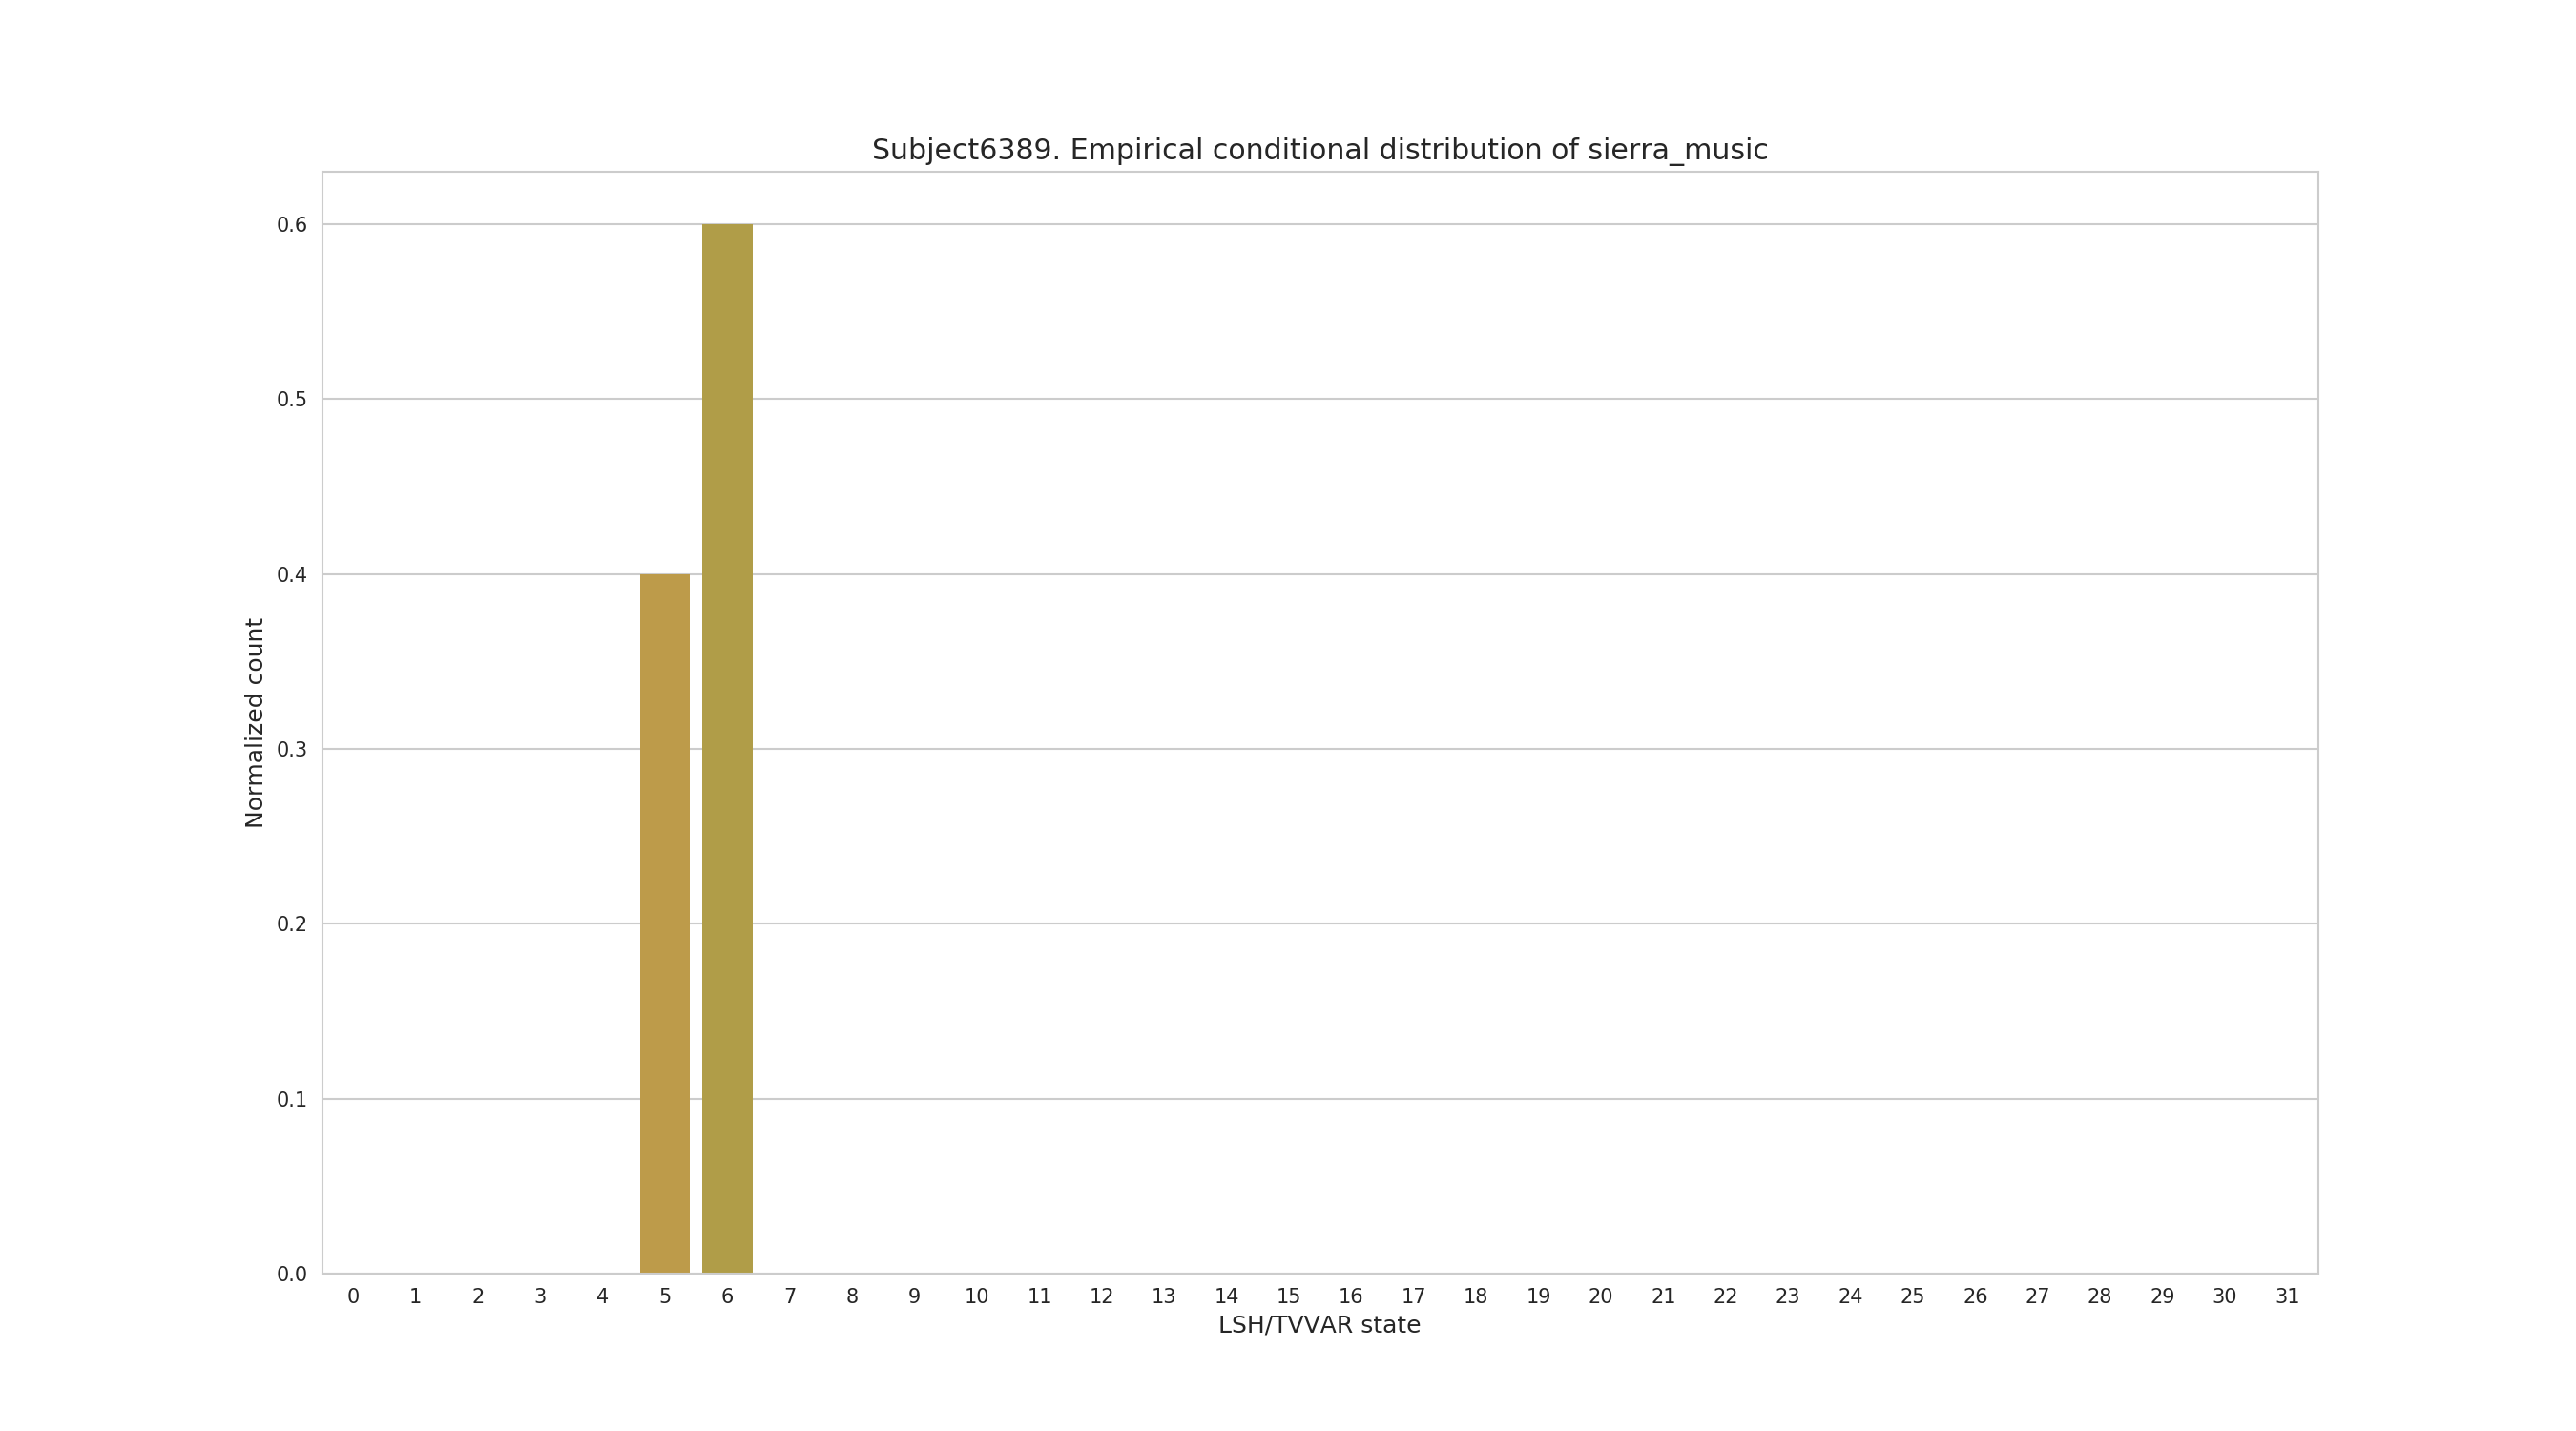 Subject6389. Empirical conditional distribution of sierra_music
0.6
0.5
0.4
0.3
0.2
0.1
0.0
Normalized count
0 1 2 3 4 5 6 7 8 9 10 11 12 13 14 15 16 17 18 19 20 21 22 23 24 25 26 27 28 29 30 31
LSH/TVVAR state